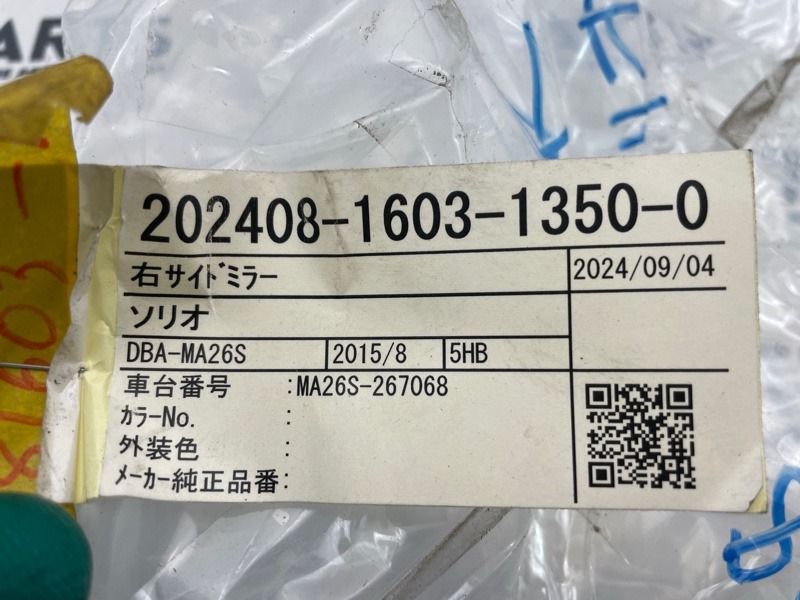 202408-1603-1350-0
右サイドミラー 2024/09/04
ソリオ
DBA-MA26S 2015/8 5HB
車台番号 :MA26S-267068
カラーNo. :
外装色 :
メーカー純正品番: